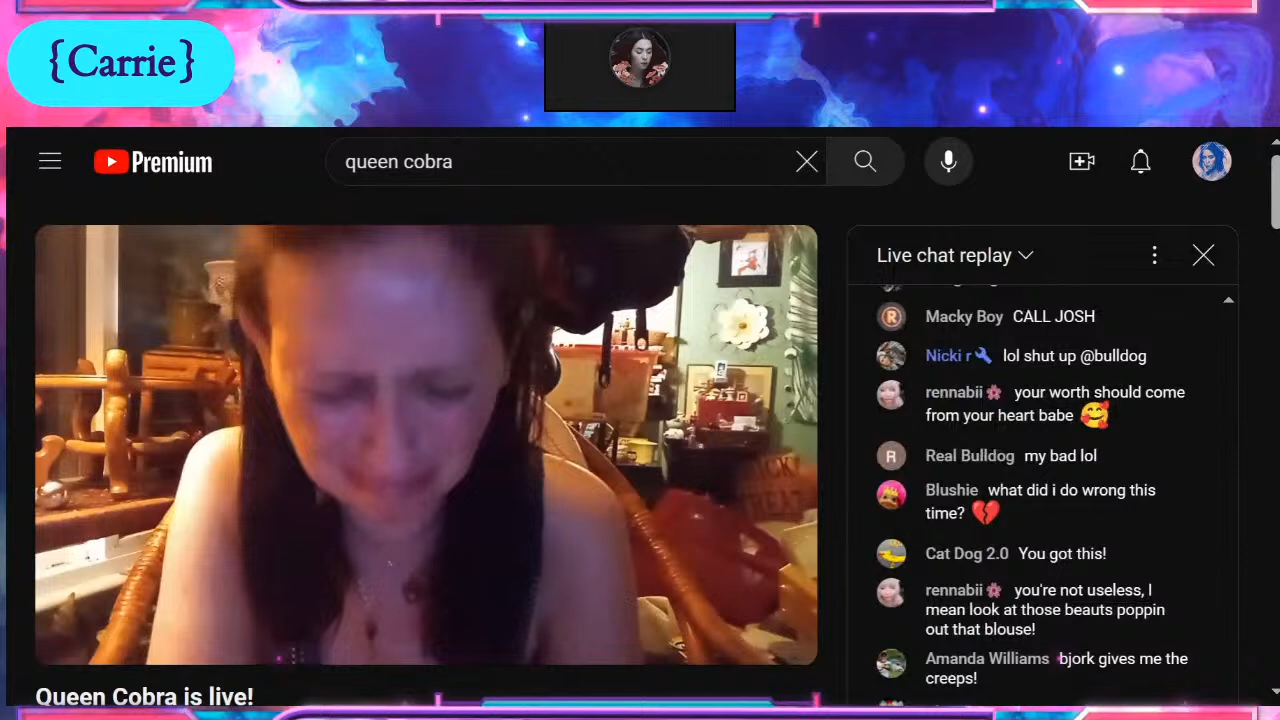 {Carrie}
Premium
queen cobra
Live chat replay
Macky Boy CALL JOSH
Nicki r lol shut up @bulldog
rennabii your worth should come
from your heart babe
R
Real Bulldog my bad lol
Blushie what did i do wrong this
time?
Cat Dog 2.0 You got this!
rennabii you're not useless, I
mean look at those beauts poppin
out that blouse!
Amanda Williams bjork gives me the
creeps!
TREAT
Queen Cobra is live!